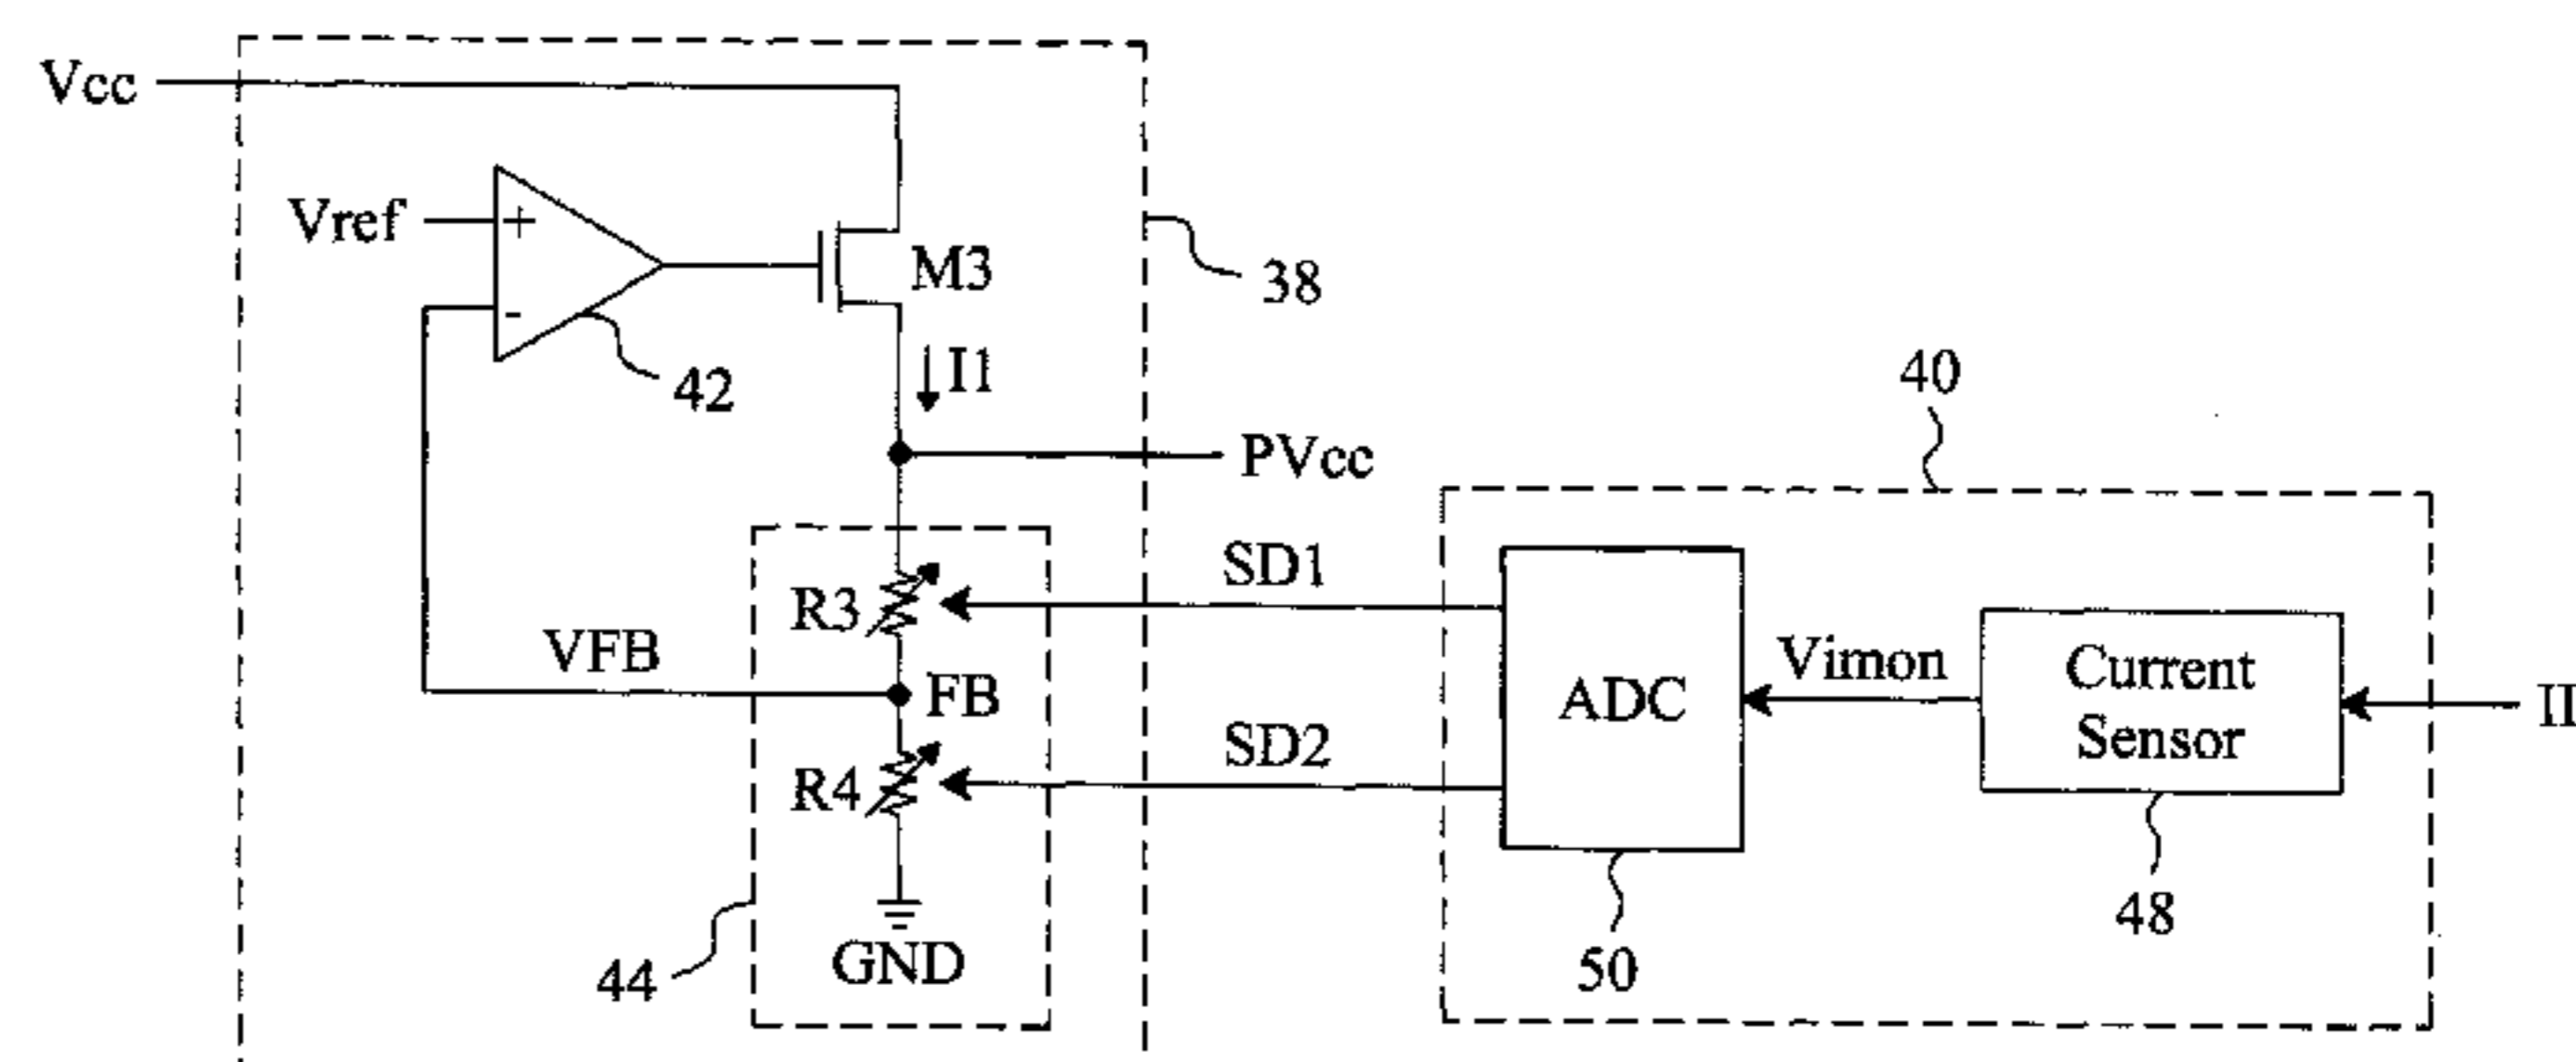 Vcc
Vref
+
-
M3
38
42
I1
40
PVcc
SD1
R3
VFB
FB
ADC
Vimon
Current
Sensor
SD2
R4
48
50
44
GND